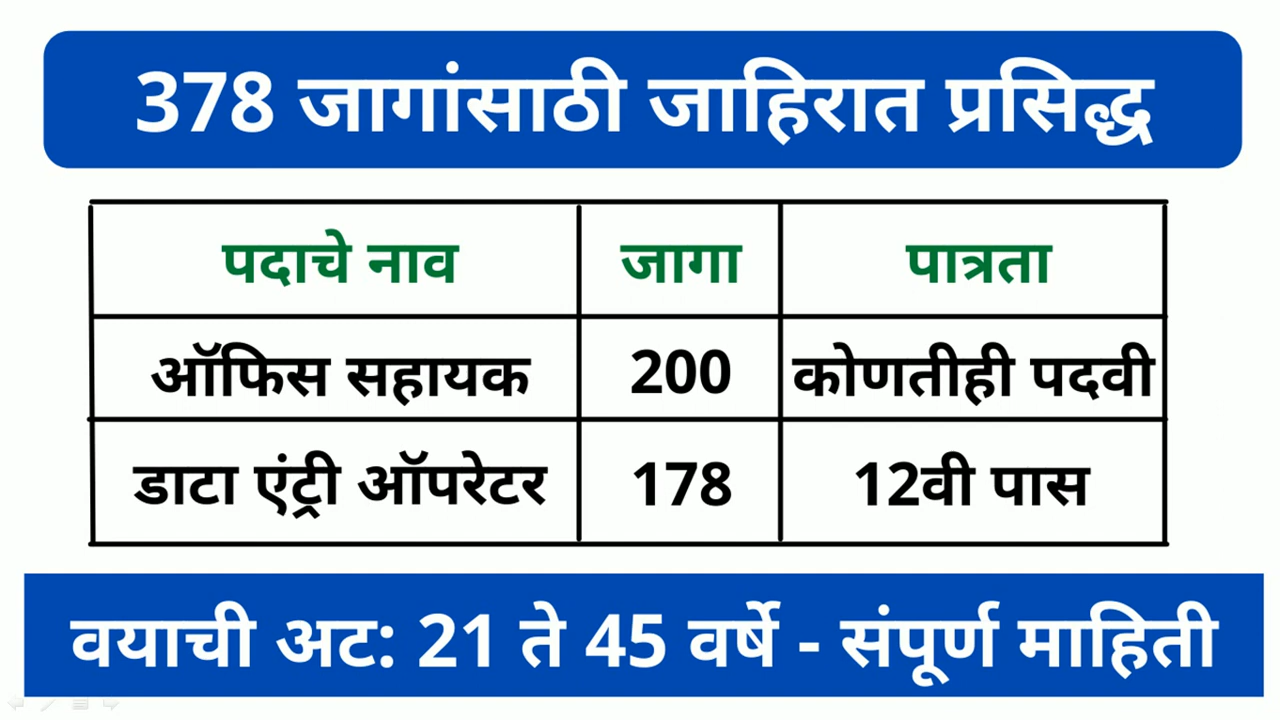 378 जागांसाठी जाहिरात प्रसिद्ध
पदाचे नाव जागा पात्रता
ऑफिस सहायक 200 कोणतीही पदवी
डाटा एंट्री ऑपरेटर 178 12वी पास
वयाची अट: 21 ते 45 वर्षे - संपूर्ण माहिती